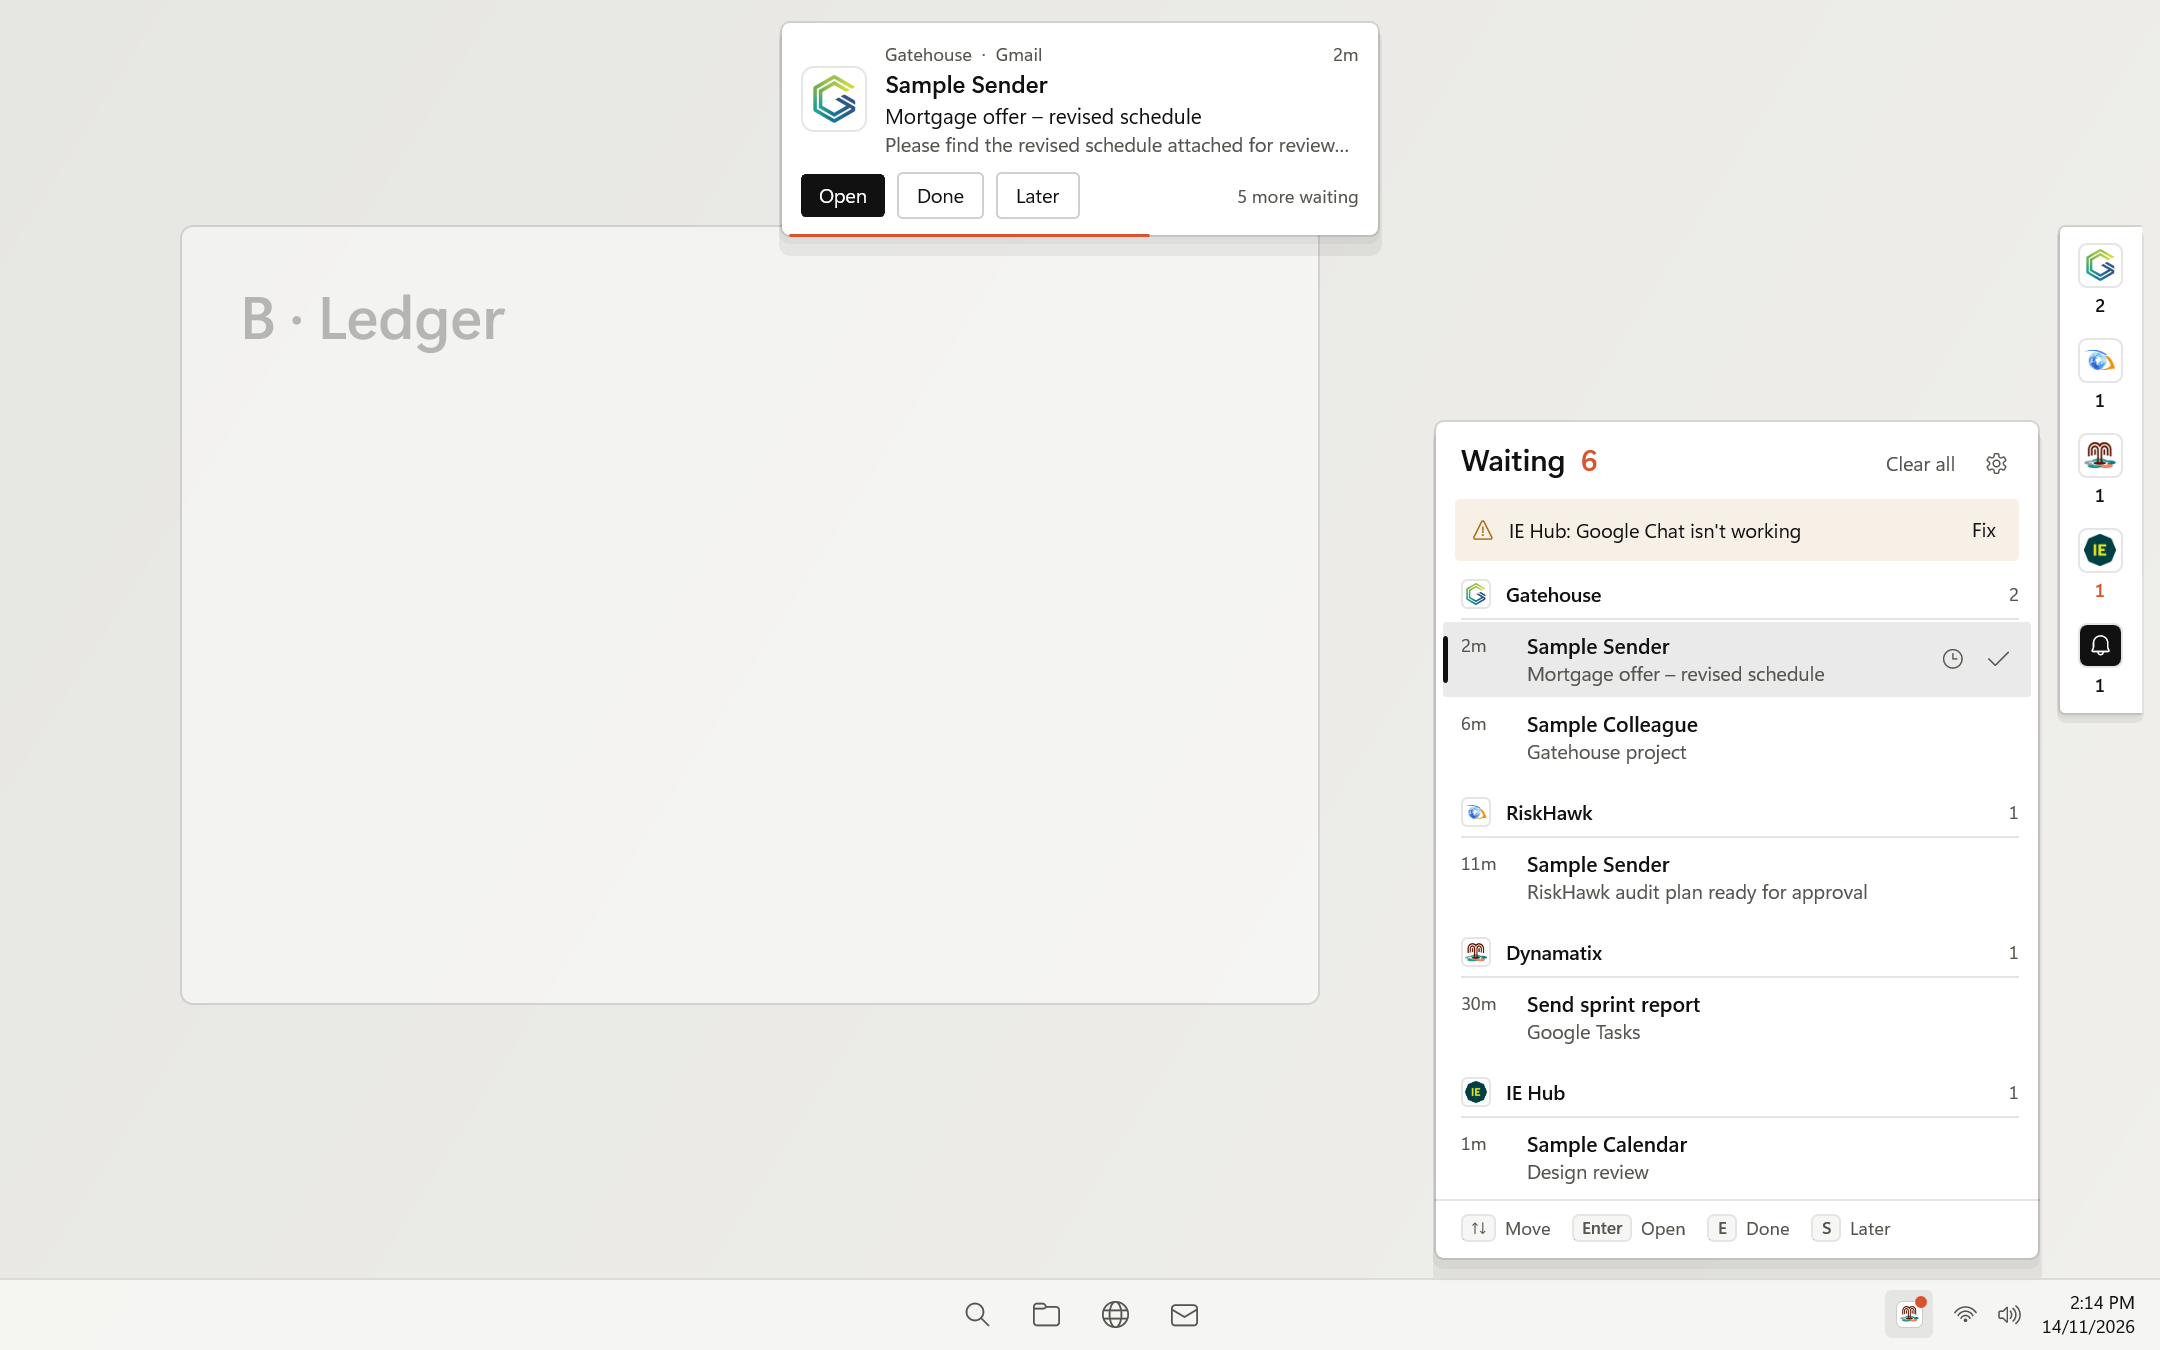 Gatehouse · Gmail 2m
Sample Sender
Mortgage offer – revised schedule
Please find the revised schedule attached for review...
Open Done Later 5 more waiting
B · Ledger
2
1
1
IE
1
1
Waiting 6 Clear all
IE Hub: Google Chat isn't working Fix
Gatehouse 2
2m Sample Sender
Mortgage offer – revised schedule
6m Sample Colleague
Gatehouse project
RiskHawk 1
11m Sample Sender
RiskHawk audit plan ready for approval
Dynamatix 1
30m Send sprint report
Google Tasks
IE IE Hub 1
1m Sample Calendar
Design review
↑↓ Move Enter Open E Done S Later
2:14 PM
14/11/2026